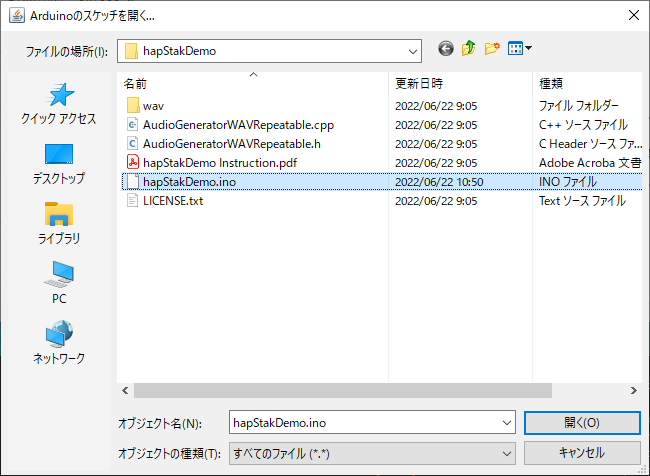 Arduinoのスケッチを開く...
ファイルの場所(I): hapStakDemo
名前 更新日時 種類
wav 2022/06/22 9:05 ファイル フォルダー
AudioGeneratorWAVRepeatable.cpp 2022/06/22 9:05 C++ ソース ファイル
AudioGeneratorWAVRepeatable.h 2022/06/22 9:05 C Header ソース ファ...
hapStakDemo Instruction.pdf 2022/06/22 9:05 Adobe Acroba 文書
hapStakDemo.ino 2022/06/22 10:50 INO ファイル
LICENSE.txt 2022/06/22 9:05 Text ソース ファイル
クイック アクセス
デスクトップ
ライブラリ
PC
ネットワーク
オブジェクト名(N): hapStakDemo.ino 開く(O)
オブジェクトの種類(T): すべてのファイル (*.*) キャンセル